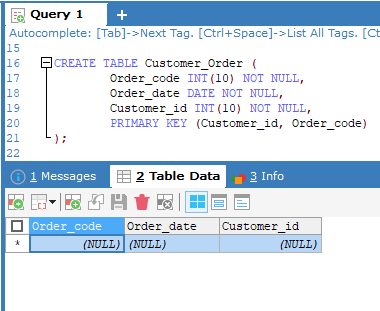 Query 1
+
Autocomplete: [Tab]->Next Tag. [Ctrl+Space]->List All Tags. [Ctrl+
15
16 CREATE TABLE Customer_Order (
17 Order_code INT(10) NOT NULL,
18 Order_date DATE NOT NULL,
19 Customer_id INT(10) NOT NULL,
20 PRIMARY KEY (Customer_id, Order_code)
21 );
22
1 Messages 2 Table Data 3 Info
Order_code Order_date Customer_id
* (NULL) (NULL) (NULL)